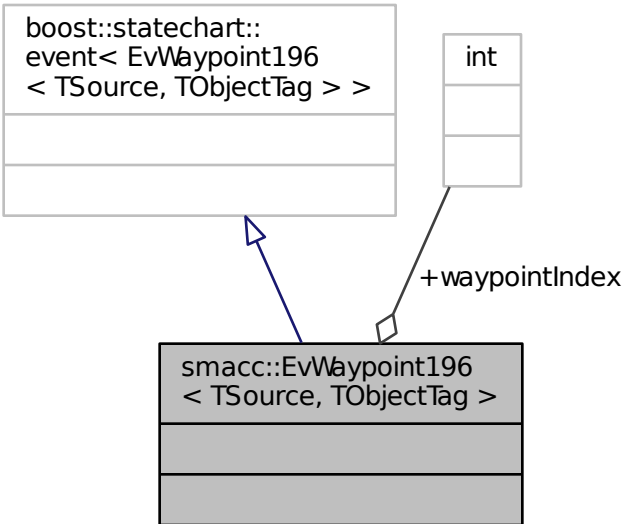 boost::statechart::
event< EvWaypoint196
< TSource, TObjectTag > >
int
+waypointIndex
smacc::EvWaypoint196
< TSource, TObjectTag >